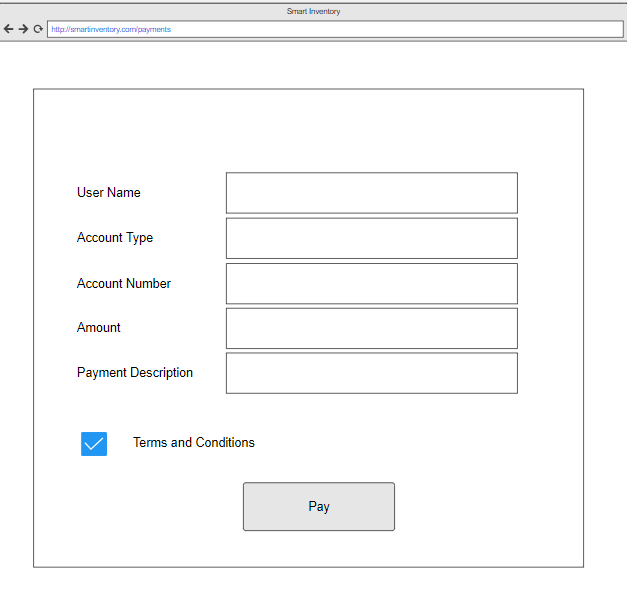 Smart Inventory
http://smartinventory.com/payments
User Name
Account Type
Account Number
Amount
Payment Description
Terms and Conditions
Pay